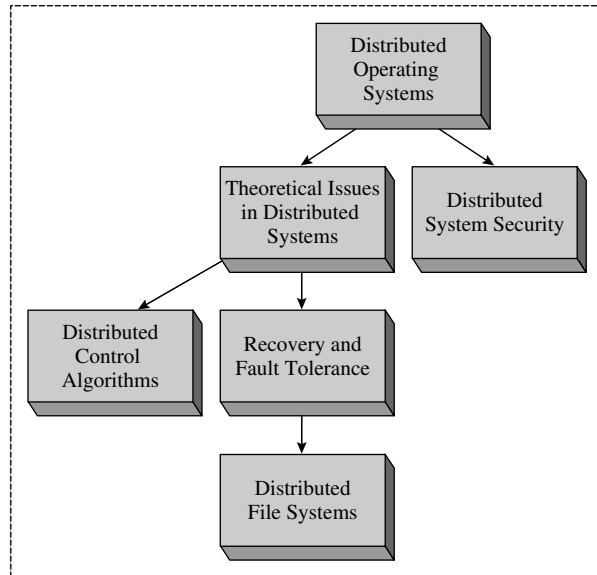 Distributed
Operating
Systems
Theoretical Issues
in Distributed
Systems
Distributed
System Security
Distributed
Control
Algorithms
Recovery and
Fault Tolerance
Distributed
File Systems